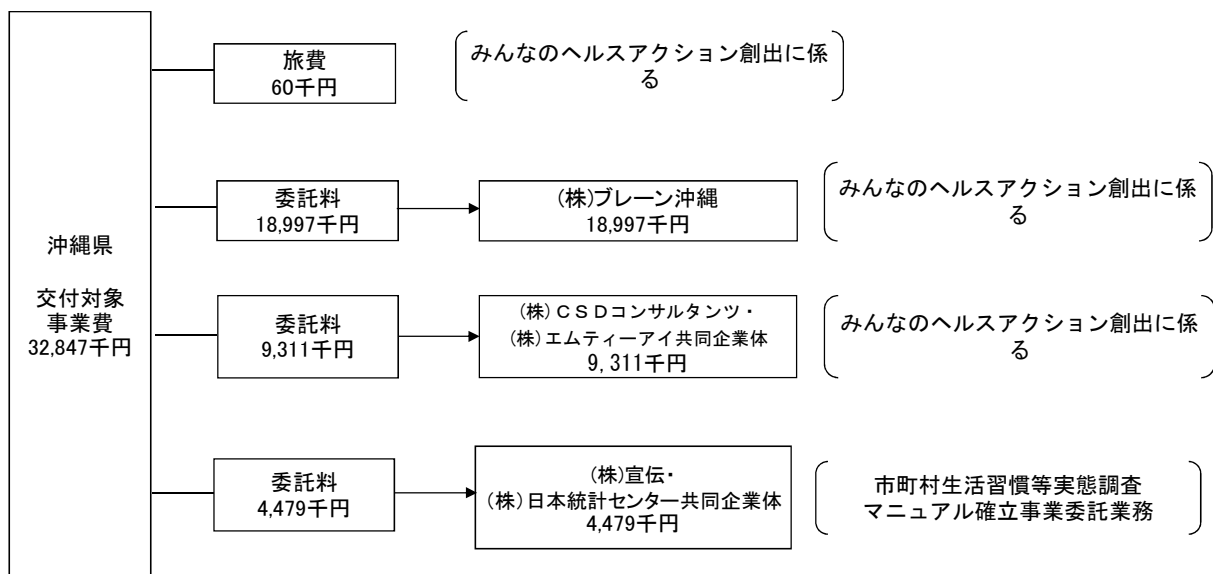 沖縄県
交付対象
事業費
32,847千円
旅費
60千円
みんなのヘルスアクション創出に係
る
委託料
18,997千円
(株)ブレーン沖縄
18,997千円
みんなのヘルスアクション創出に係
る
委託料
9,311千円
(株)ＣＳＤコンサルタンツ・
(株)エムティーアイ共同企業体
9,311千円
みんなのヘルスアクション創出に係
る
委託料
4,479千円
(株)宣伝・
(株)日本統計センター共同企業体
4,479千円
市町村生活習慣等実態調査
マニュアル確立事業委託業務